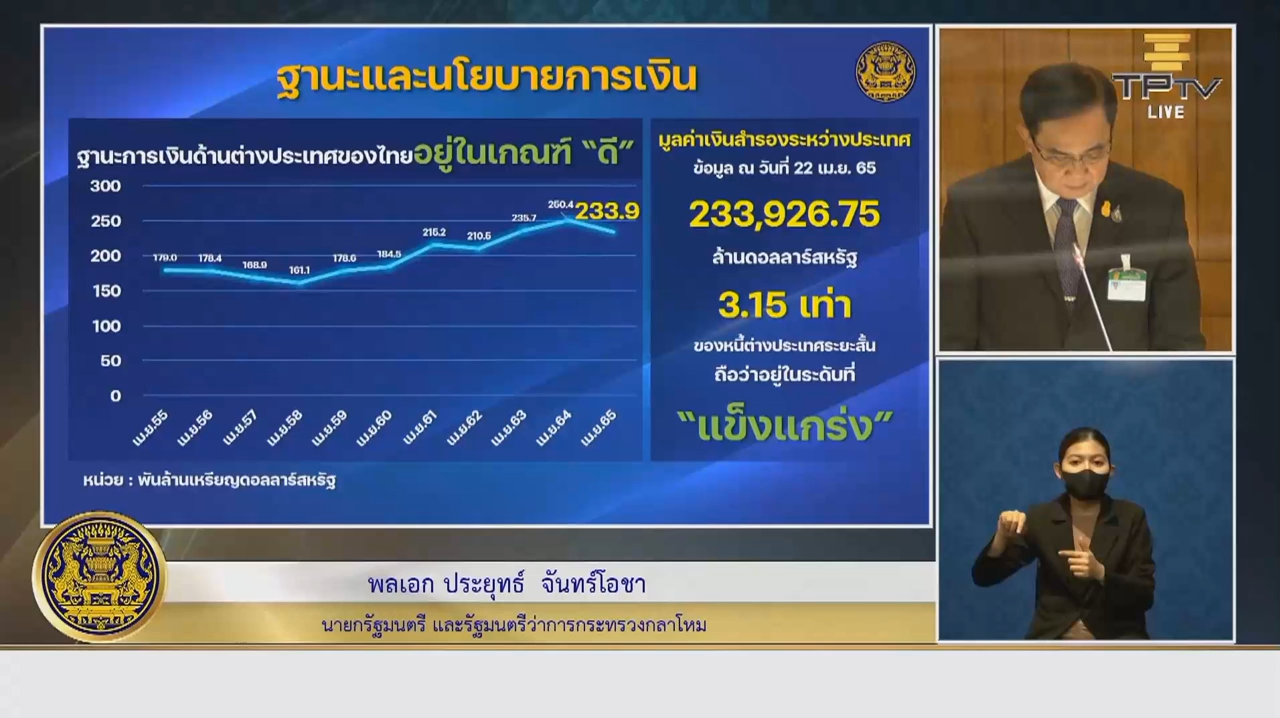 ฐานะและนโยบายการเงิน
ฐานะการเงินด้านต่างประเทศของไทยอยู่ในเกณฑ์ “ดี”
300
250
200
150
100
50
0
179.0 178.4 168.9 161.1 178.6 184.5 215.2 210.5 235.7 250.4 233.9
เม.ย.55 เม.ย.56 เม.ย.57 เม.ย.58 เม.ย.59 เม.ย.60 เม.ย.61 เม.ย.62 เม.ย.63 เม.ย.64 เม.ย.65
หน่วย : พันล้านเหรียญดอลลาร์สหรัฐ
มูลค่าเงินสำรองระหว่างประเทศ
ข้อมูล ณ วันที่ 22 เม.ย. 65
233,926.75
ล้านดอลลาร์สหรัฐ
3.15 เท่า
ของหนี้ต่างประเทศระยะสั้น
ถือว่าอยู่ในระดับที่
“แข็งแกร่ง”
TPTV
LIVE
พลเอก ประยุทธ์ จันทร์โอชา
นายกรัฐมนตรี และรัฐมนตรีว่าการกระทรวงกลาโหม